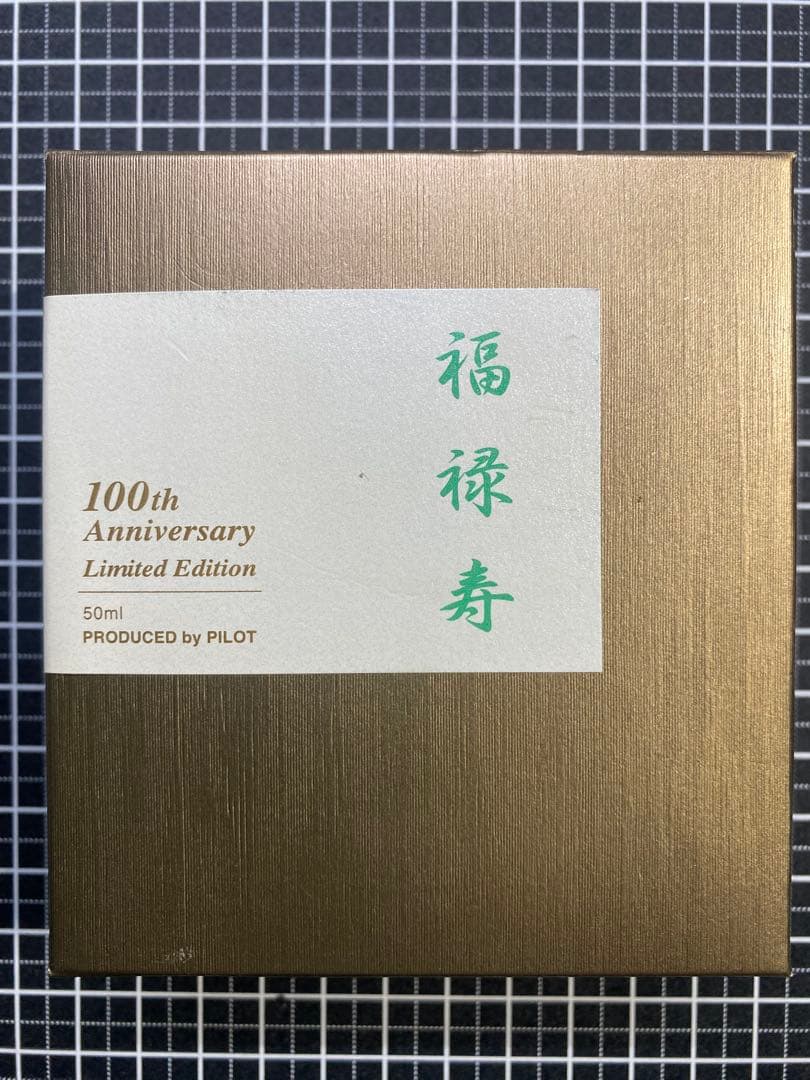 福禄寿
100th
Anniversary
Limited Edition
50ml
PRODUCED by PILOT